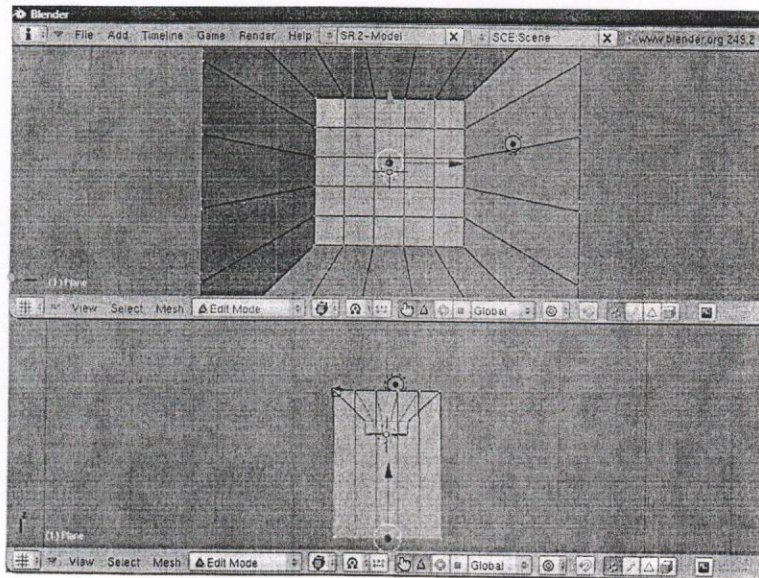 Blender
File Add Timeline Game Render Help SR:2-Model X SCE:Scene X www.blender.org 249.2
(1) Plane
View Select Mesh Edit Mode Global
(1) Plane
View Select Mesh Edit Mode Global